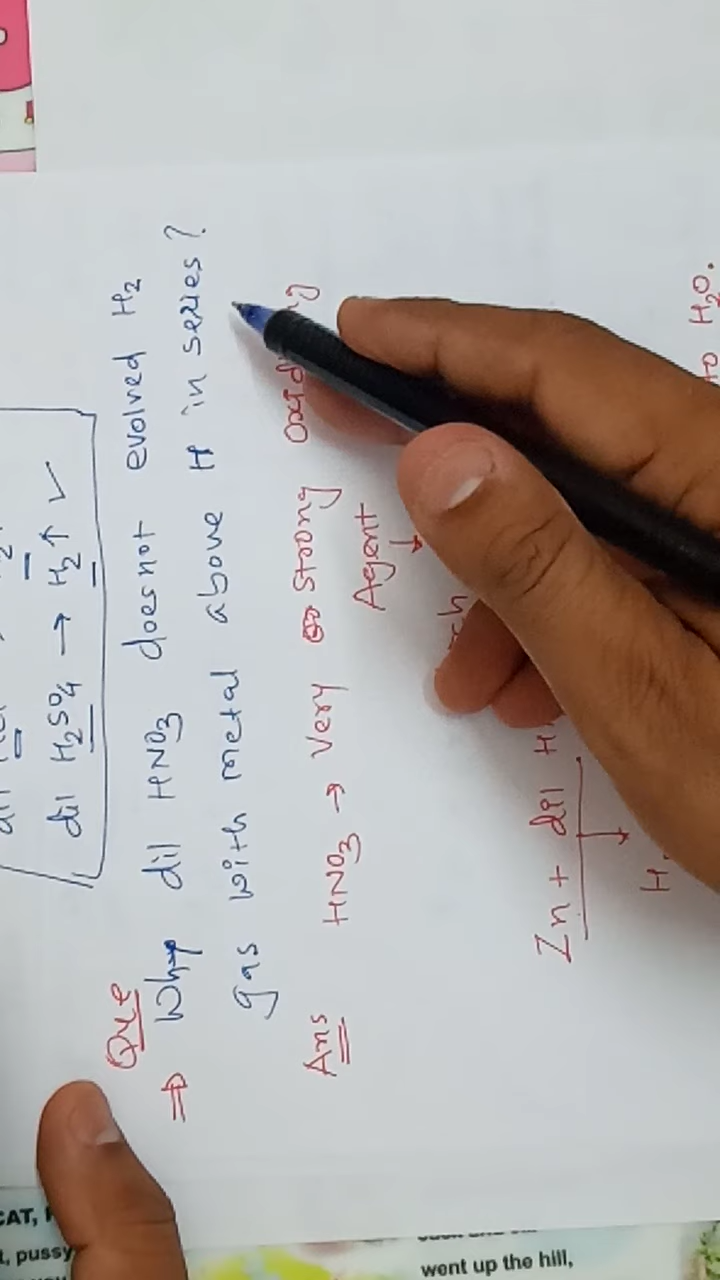 dil H2SO4 → H2↑ ✓
Que
⇒ Why dil HNO3 does not evolved H2
gas with metal above H in series?
Ans HNO3 → Very Strong
Agent
Zn + dil H
H
H2O.
CAT,
pussy
went up the hill,